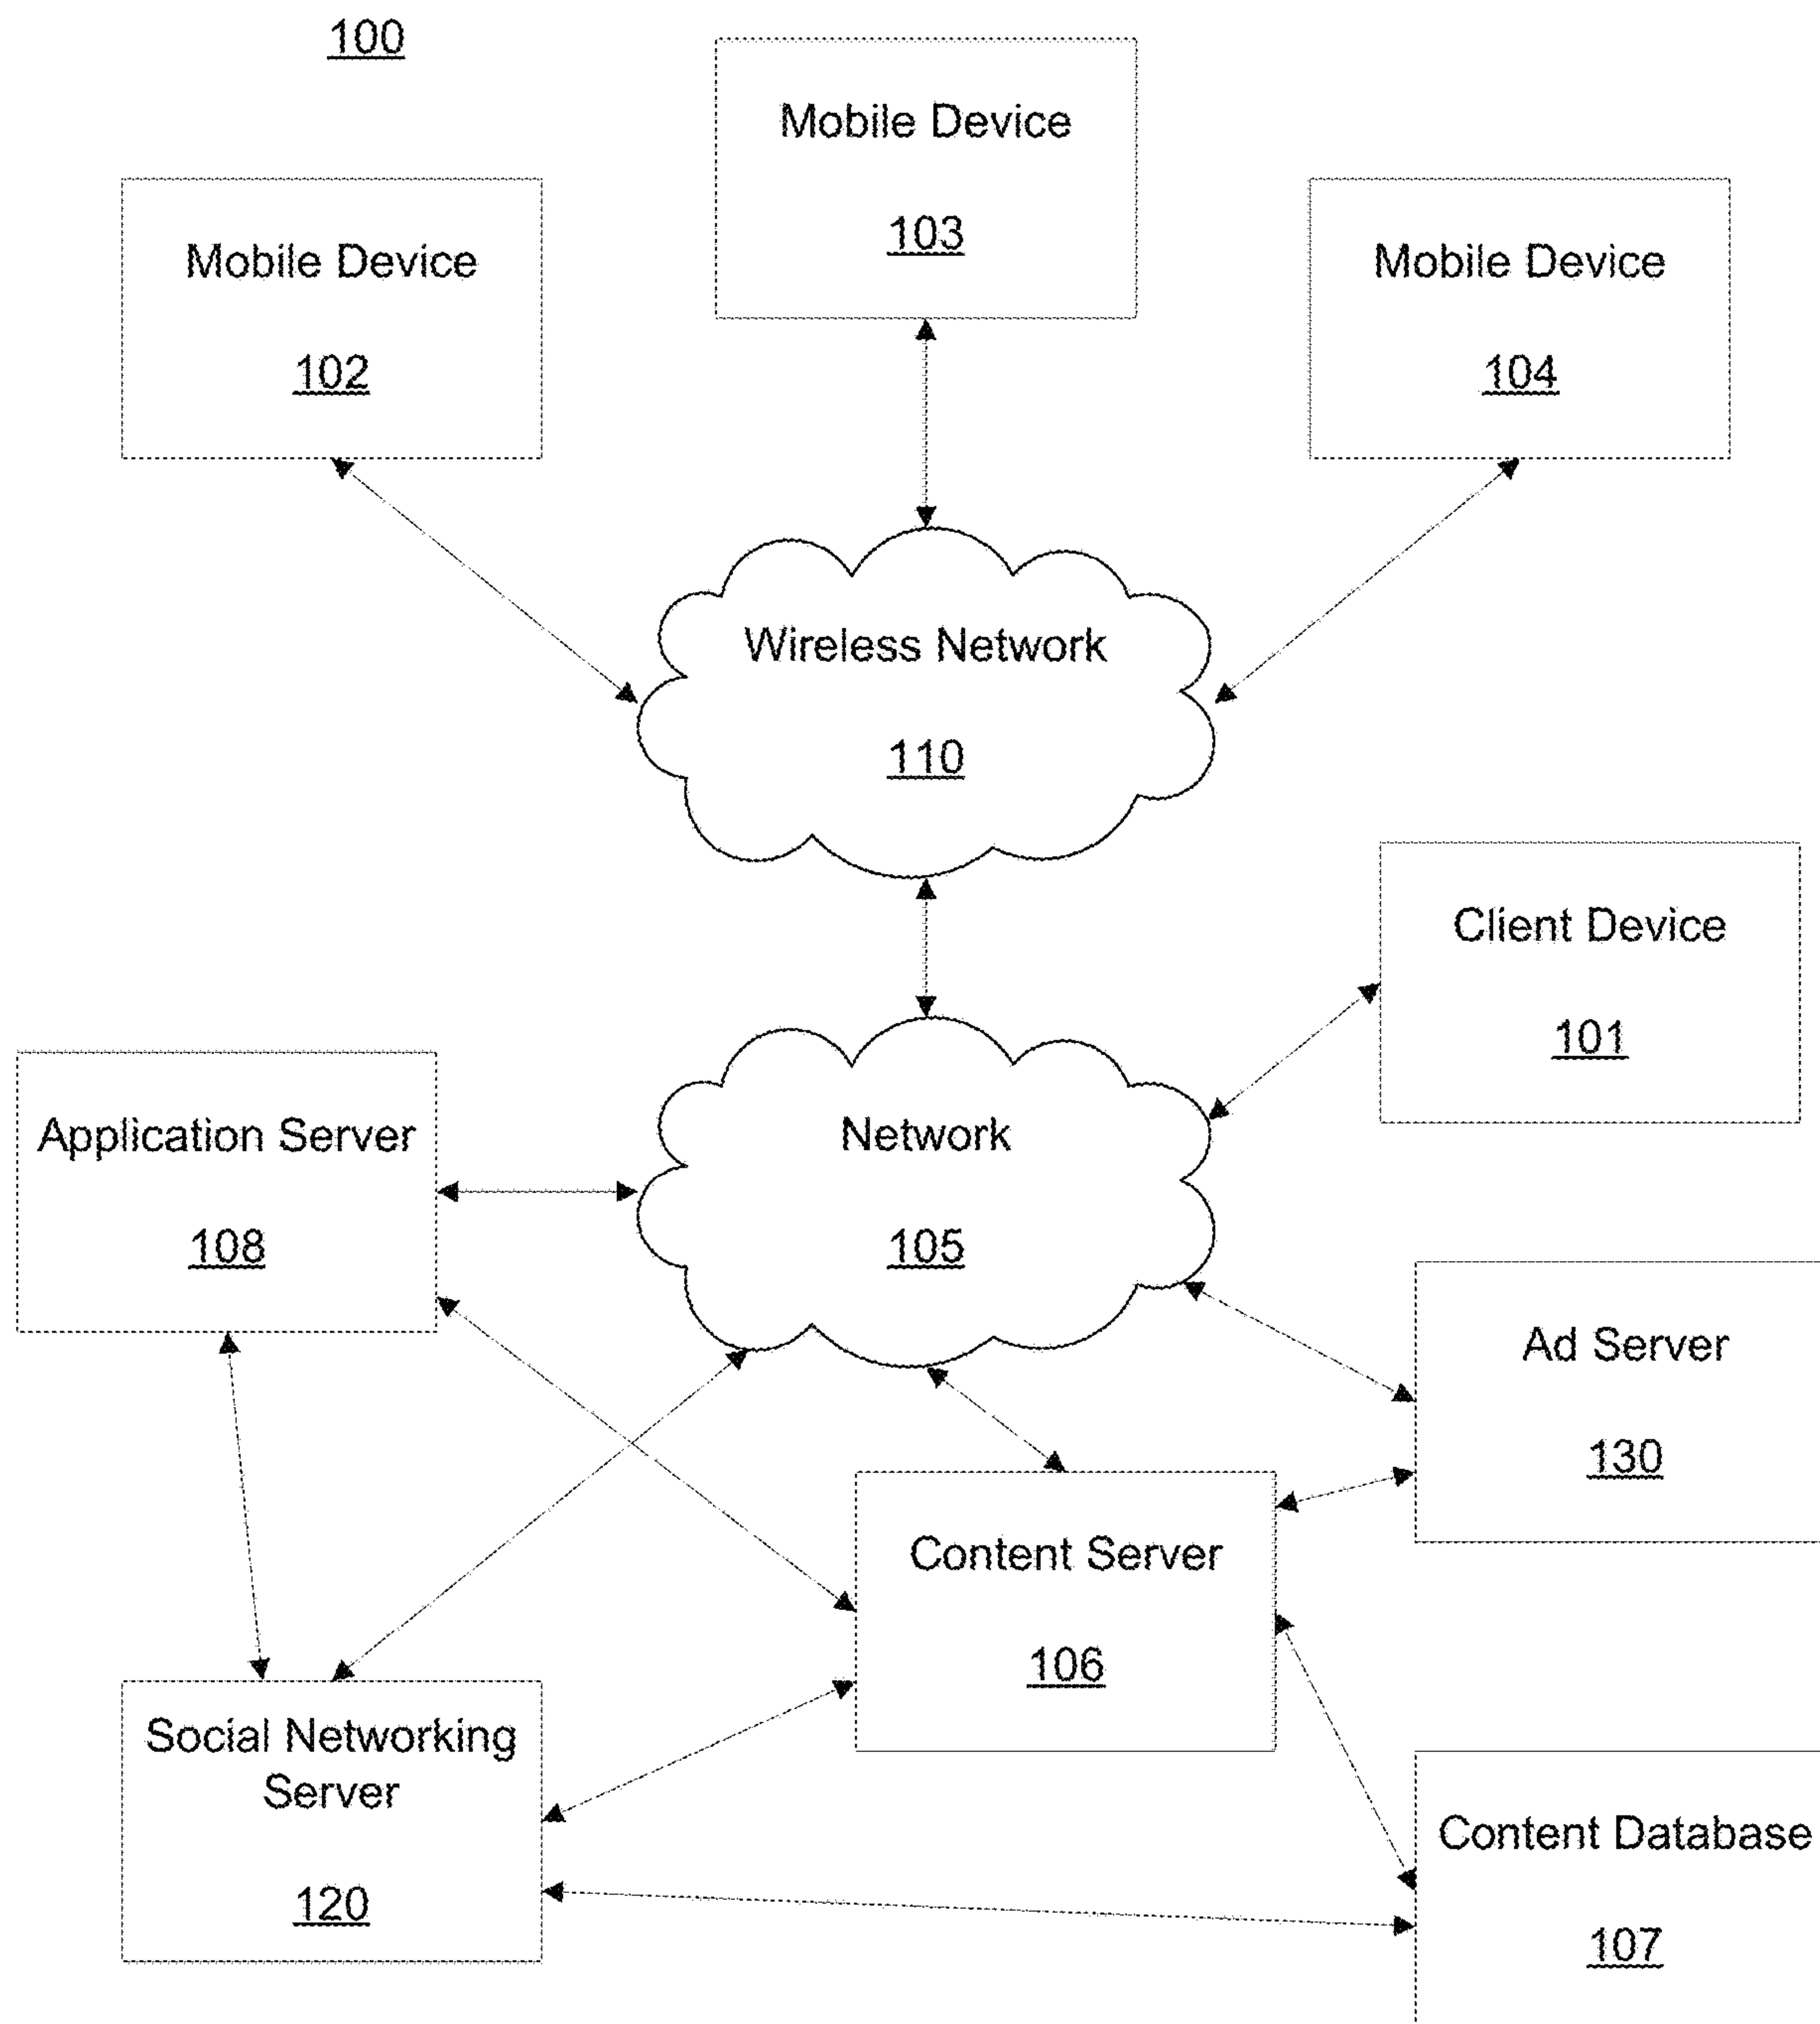 100
Mobile Device
103
Mobile Device
102
Mobile Device
104
Wireless Network
110
Client Device
101
Application Server
108
Network
105
Ad Server
130
Content Server
106
Social Networking
Server
120
Content Database
107